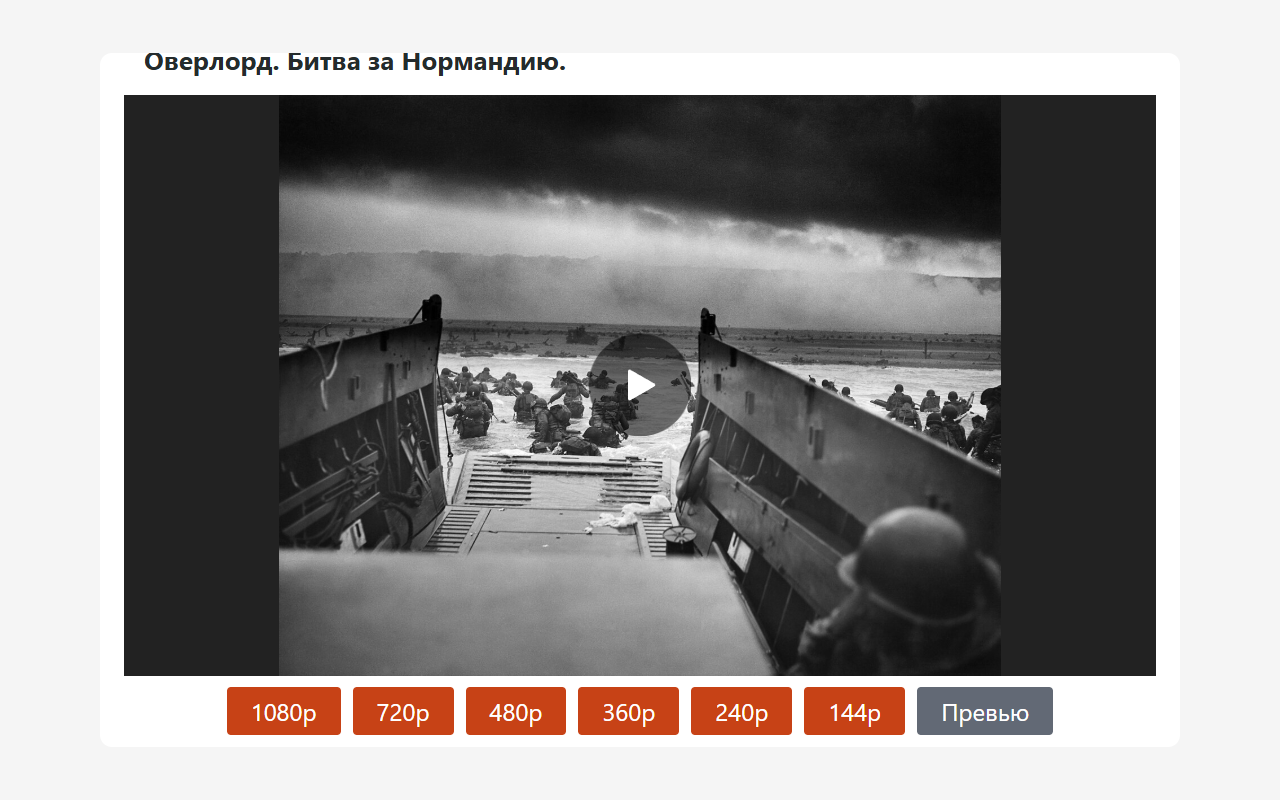 Оверлорд. Битва за Нормандию.
1080p
720p
480p
360p
240p
144p
Превью